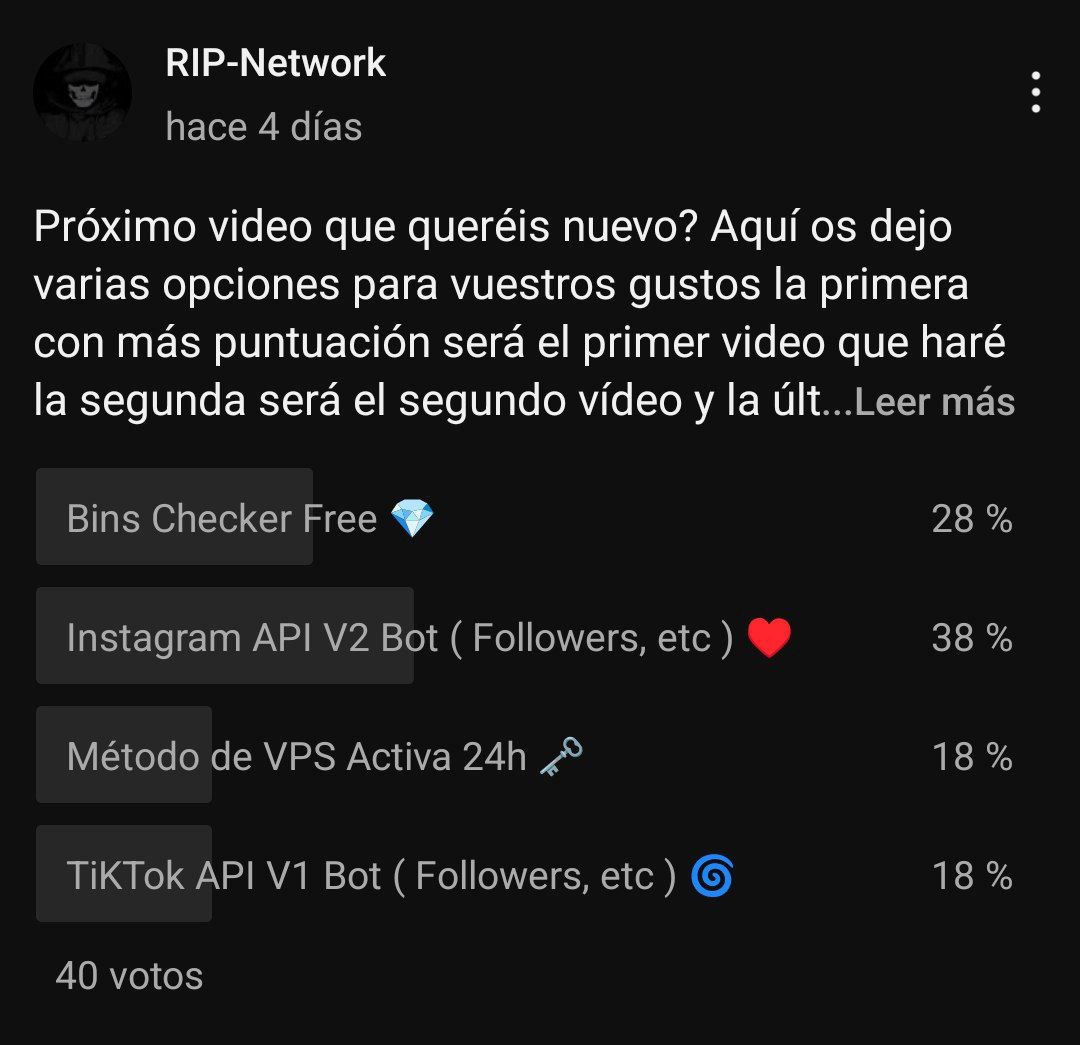 RIP-Network
hace 4 días
Próximo video que queréis nuevo? Aquí os dejo
varias opciones para vuestros gustos la primera
con más puntuación será el primer video que haré
la segunda será el segundo vídeo y la últ...Leer más
Bins Checker Free 💎 28 %
Instagram API V2 Bot ( Followers, etc ) ♥️ 38 %
Método de VPS Activa 24h 🗝️ 18 %
TiKTok API V1 Bot ( Followers, etc ) 🌀 18 %
40 votos